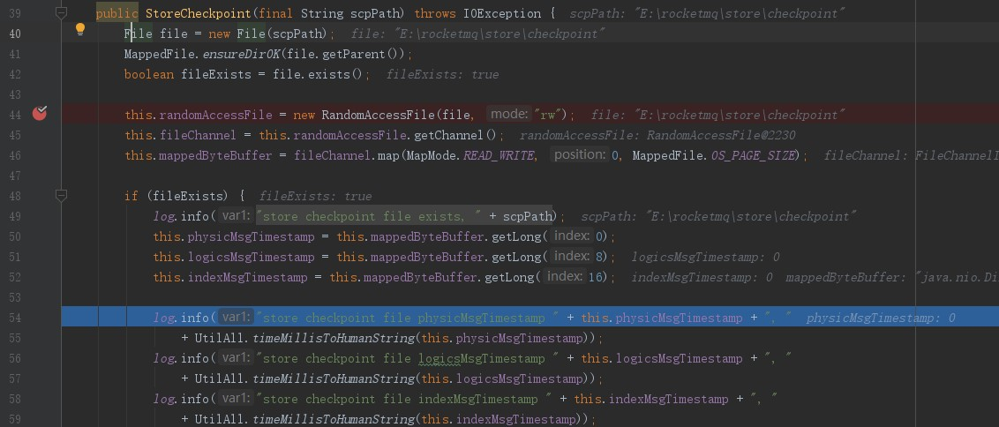 39 public StoreCheckpoint(final String scpPath) throws IOException { scpPath: "E:\rocketmq\store\checkpoint"
40 File file = new File(scpPath); file: "E:\rocketmq\store\checkpoint"
41 MappedFile.ensureDirOK(file.getParent());
42 boolean fileExists = file.exists(); fileExists: true
43
44 this.randomAccessFile = new RandomAccessFile(file, mode: "rw"); file: "E:\rocketmq\store\checkpoint"
45 this.fileChannel = this.randomAccessFile.getChannel(); randomAccessFile: RandomAccessFile@2230
46 this.mappedByteBuffer = fileChannel.map(MapMode.READ_WRITE, position: 0, MappedFile.OS_PAGE_SIZE); fileChannel: FileChannelI
47
48 if (fileExists) { fileExists: true
49 log.info( var1: "store checkpoint file exists, " + scpPath); scpPath: "E:\rocketmq\store\checkpoint"
50 this.physicMsgTimestamp = this.mappedByteBuffer.getLong( index: 0);
51 this.logicsMsgTimestamp = this.mappedByteBuffer.getLong( index: 8); logicsMsgTimestamp: 0
52 this.indexMsgTimestamp = this.mappedByteBuffer.getLong( index: 16); indexMsgTimestamp: 0 mappedByteBuffer: "java.nio.Di
53
54 log.info( var1: "store checkpoint file physicMsgTimestamp " + this.physicMsgTimestamp + ", " physicMsgTimestamp: 0
55 + UtilAll.timeMillisToHumanString(this.physicMsgTimestamp));
56 log.info( var1: "store checkpoint file logicsMsgTimestamp " + this.logicsMsgTimestamp + ", "
57 + UtilAll.timeMillisToHumanString(this.logicsMsgTimestamp));
58 log.info( var1: "store checkpoint file indexMsgTimestamp " + this.indexMsgTimestamp + ", "
59 + UtilAll.timeMillisToHumanString(this.indexMsgTimestamp));